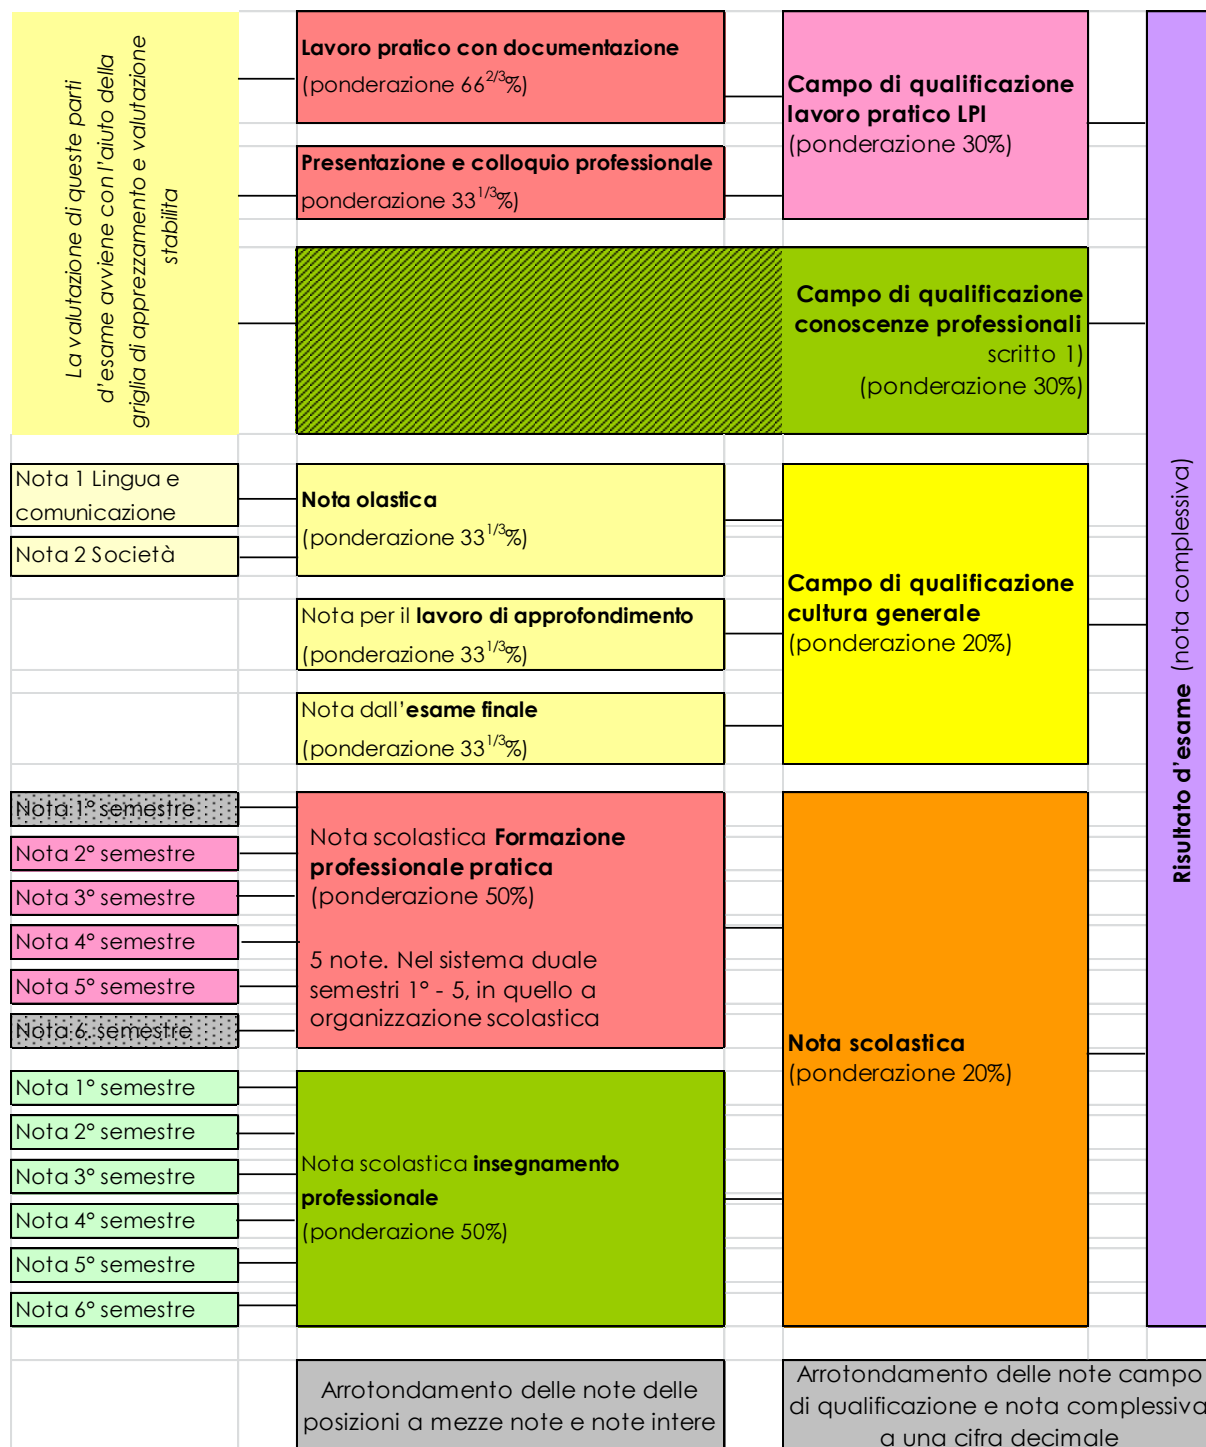 La valutazione di queste parti
d'esame avviene con l'aiuto della
griglia di apprezzamento e valutazione
stabilita
Lavoro pratico con documentazione
(ponderazione 66 2/3%)
Presentazione e colloquio professionale
ponderazione 33 1/3%)
Campo di qualificazione
lavoro pratico LPI
(ponderazione 30%)
Campo di qualificazione
conoscenze professionali
scritto 1)
(ponderazione 30%)
Nota 1 Lingua e
comunicazione
Nota 2 Società
Nota olastica
(ponderazione 33 1/3%)
Nota per il lavoro di approfondimento
(ponderazione 33 1/3%)
Nota dall'esame finale
(ponderazione 33 1/3%)
Campo di qualificazione
cultura generale
(ponderazione 20%)
Nota 1° semestre
Nota 2° semestre
Nota 3° semestre
Nota 4° semestre
Nota 5° semestre
Nota 6. semestre
Nota scolastica Formazione
professionale pratica
(ponderazione 50%)
5 note. Nel sistema duale
semestri 1° - 5, in quello a
organizzazione scolastica
Nota 1° semestre
Nota 2° semestre
Nota 3° semestre
Nota 4° semestre
Nota 5° semestre
Nota 6° semestre
Nota scolastica insegnamento
professionale
(ponderazione 50%)
Nota scolastica
(ponderazione 20%)
Risultato d'esame (nota complessiva)
Arrotondamento delle note delle
posizioni a mezze note e note intere
Arrotondamento delle note campo
di qualificazione e nota complessiva
a una cifra decimale